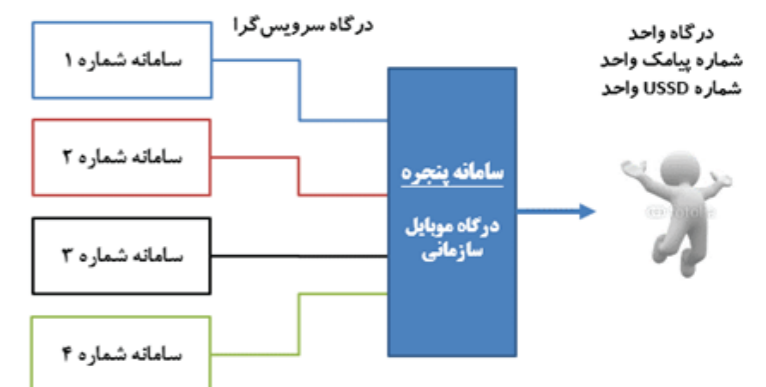 درگاه سرویس‌گرا
درگاه واحد
شماره پیامک واحد
شماره USSD واحد
سامانه شماره ۱
سامانه شماره ۲
سامانه شماره ۳
سامانه شماره ۴
سامانه پنجره
درگاه موبایل
سازمانی
fotolia